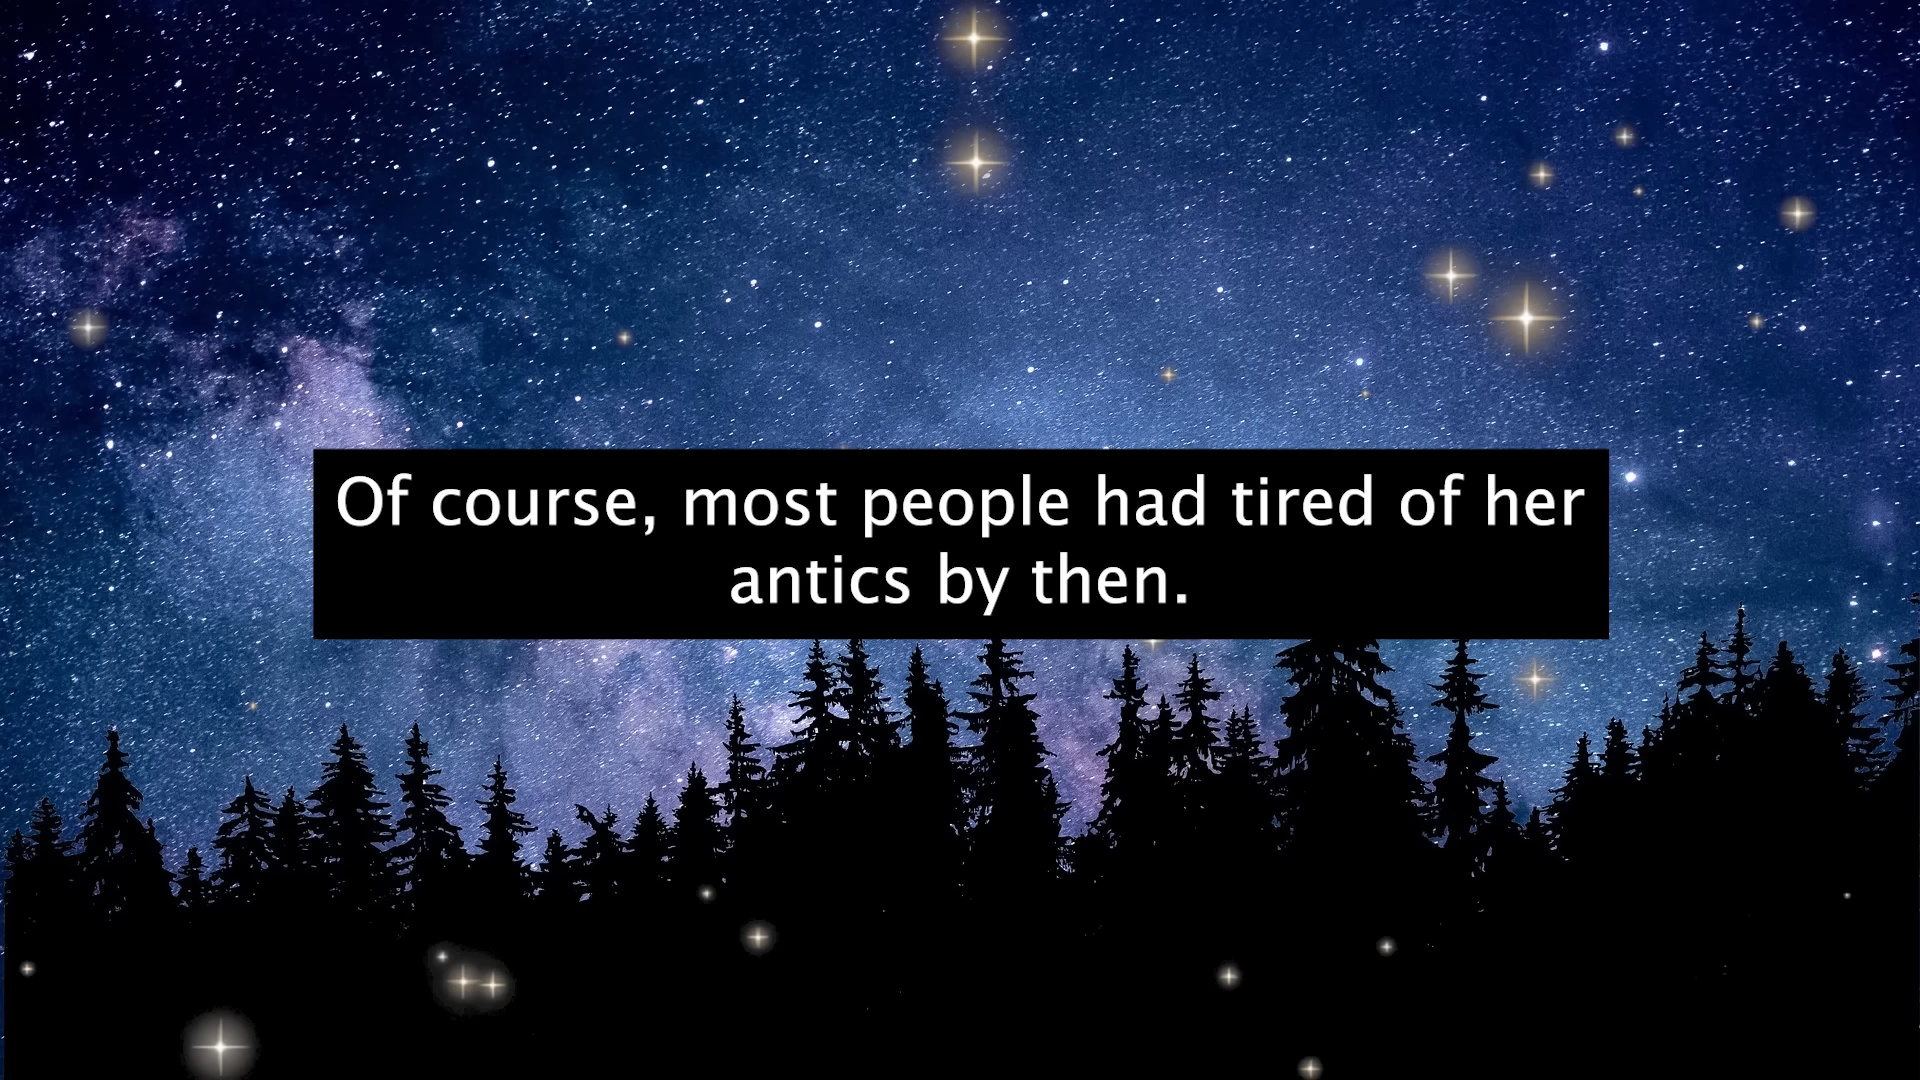 Of course, most people had tired of her
antics by then.